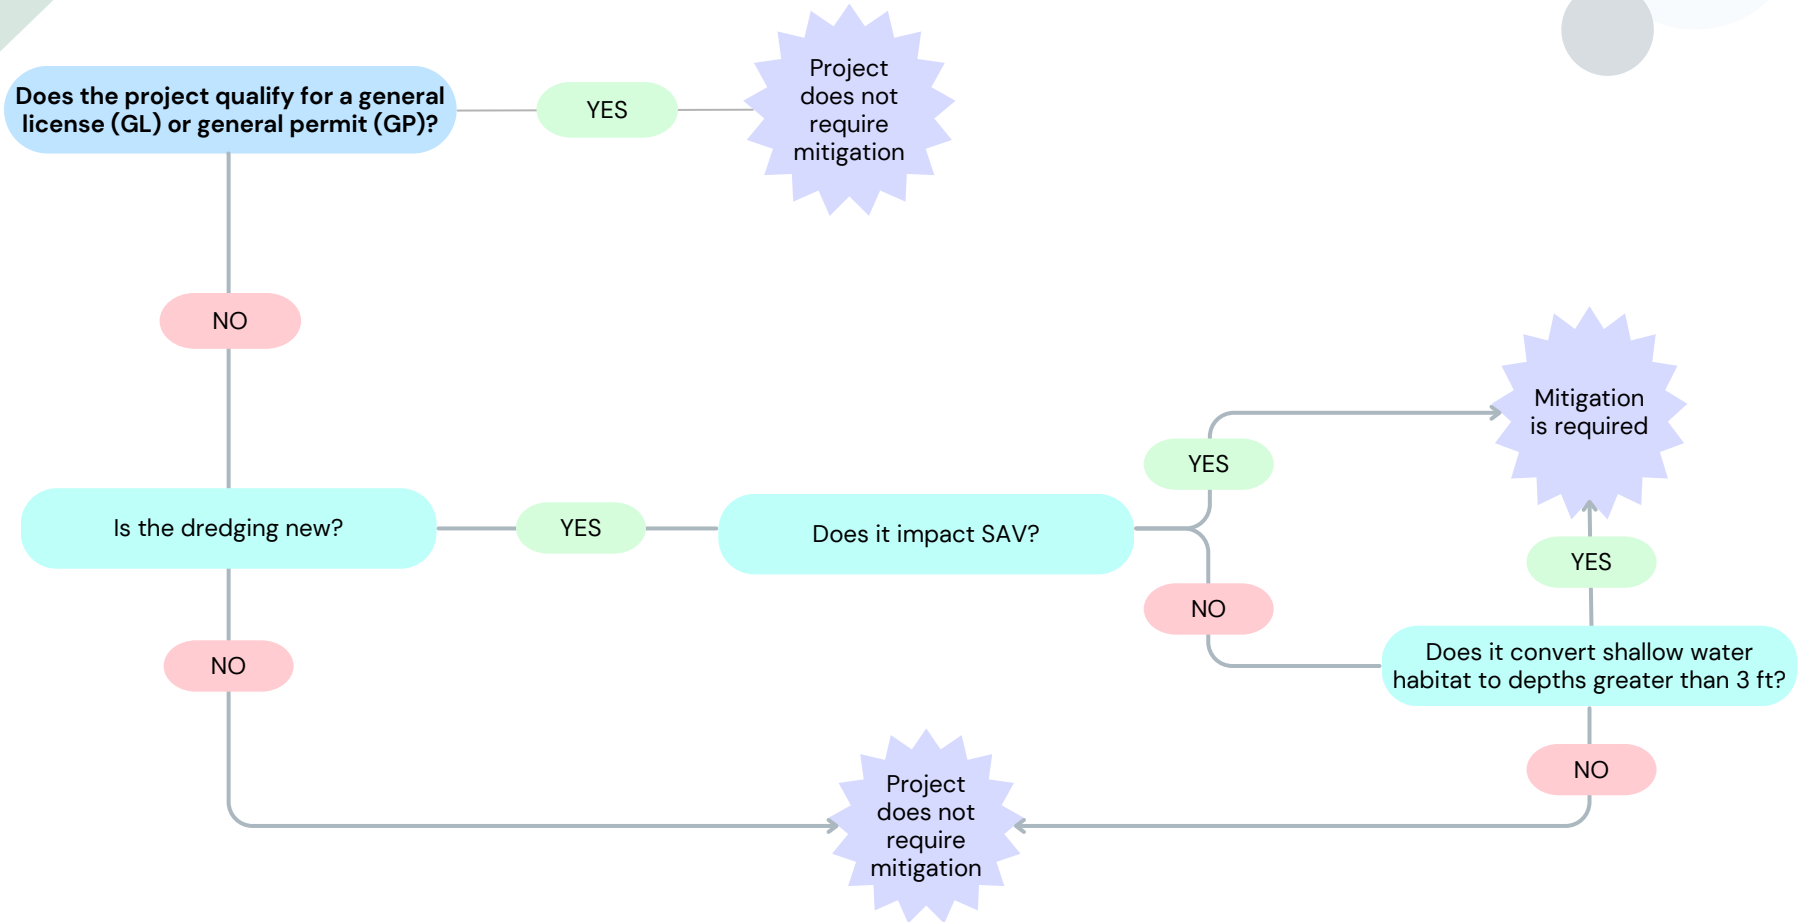 Does the project qualify for a general
license (GL) or general permit (GP)?
YES
Project
does not
require
mitigation
NO
Is the dredging new?
YES
Does it impact SAV?
YES
Mitigation
is required
NO
YES
Does it convert shallow water
habitat to depths greater than 3 ft?
NO
NO
Project
does not
require
mitigation